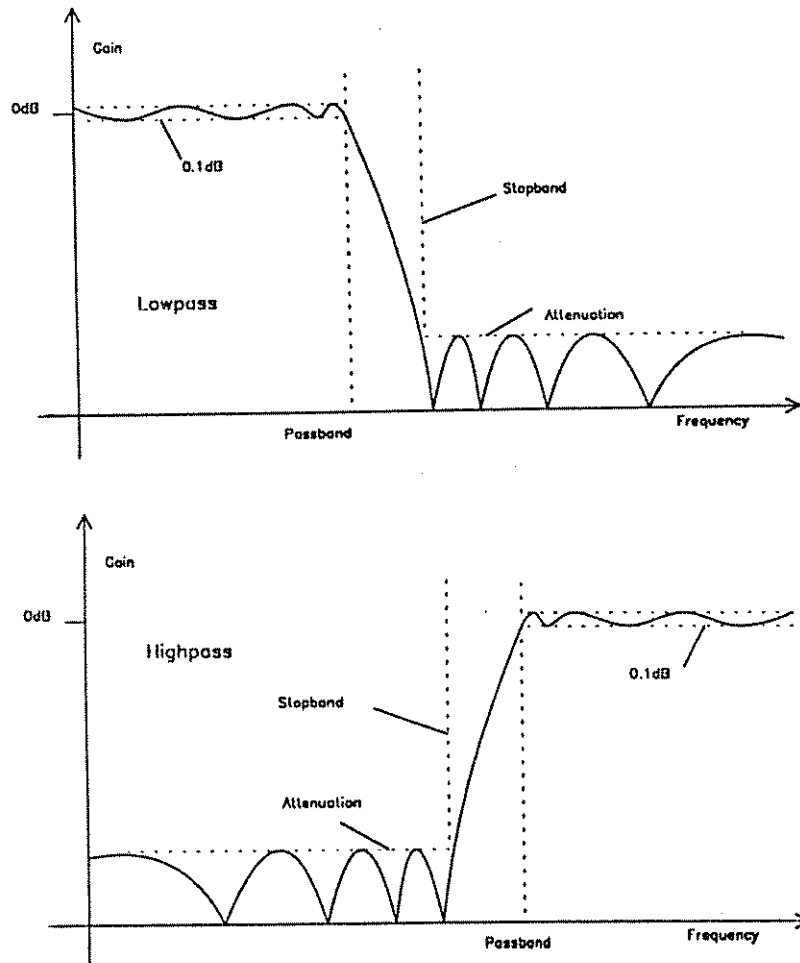 Gain
0dB
0.1dB
Stopband
Lowpass
Attenuation
Passband
Frequency
Gain
0dB
Highpass
0.1dB
Stopband
Attenuation
Passband
Frequency